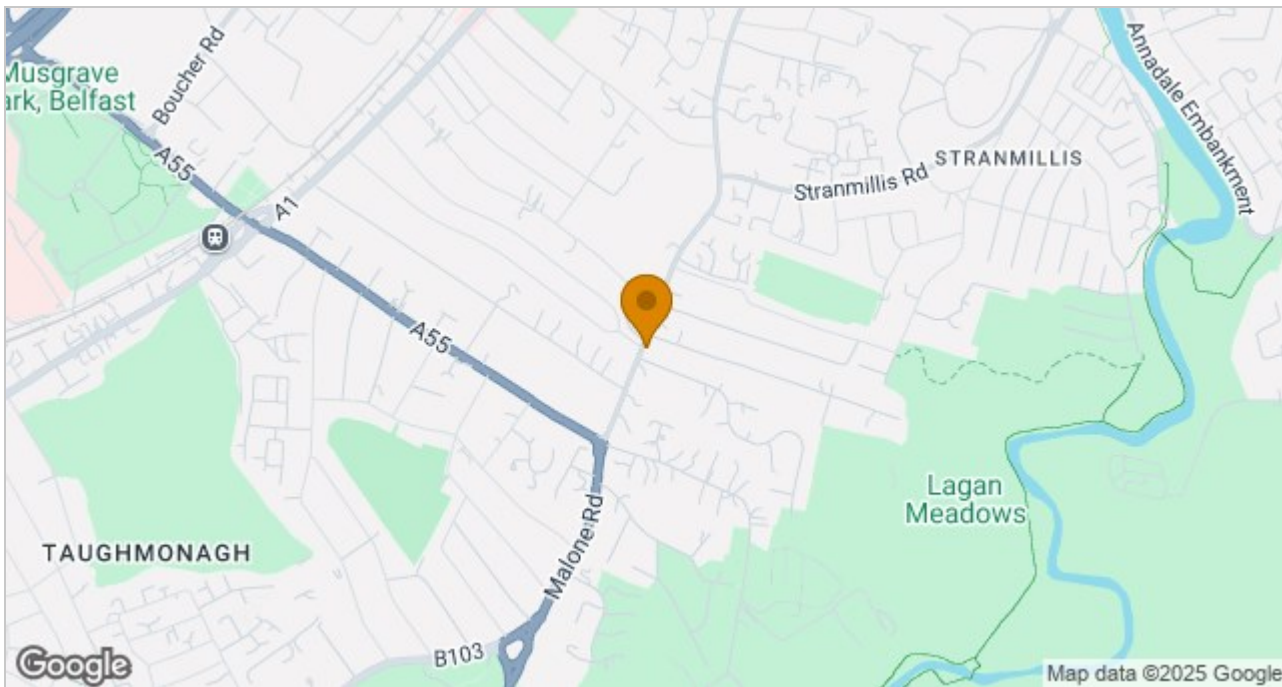 Musgrave
ark, Belfast
Boucher Rd
A55
A1
A55
Stranmillis Rd
STRANMILLIS
Annadale Embankment
Lagan
Meadows
TAUGHMONAGH
Malone Rd
B103
Google
Map data ©2025 Google